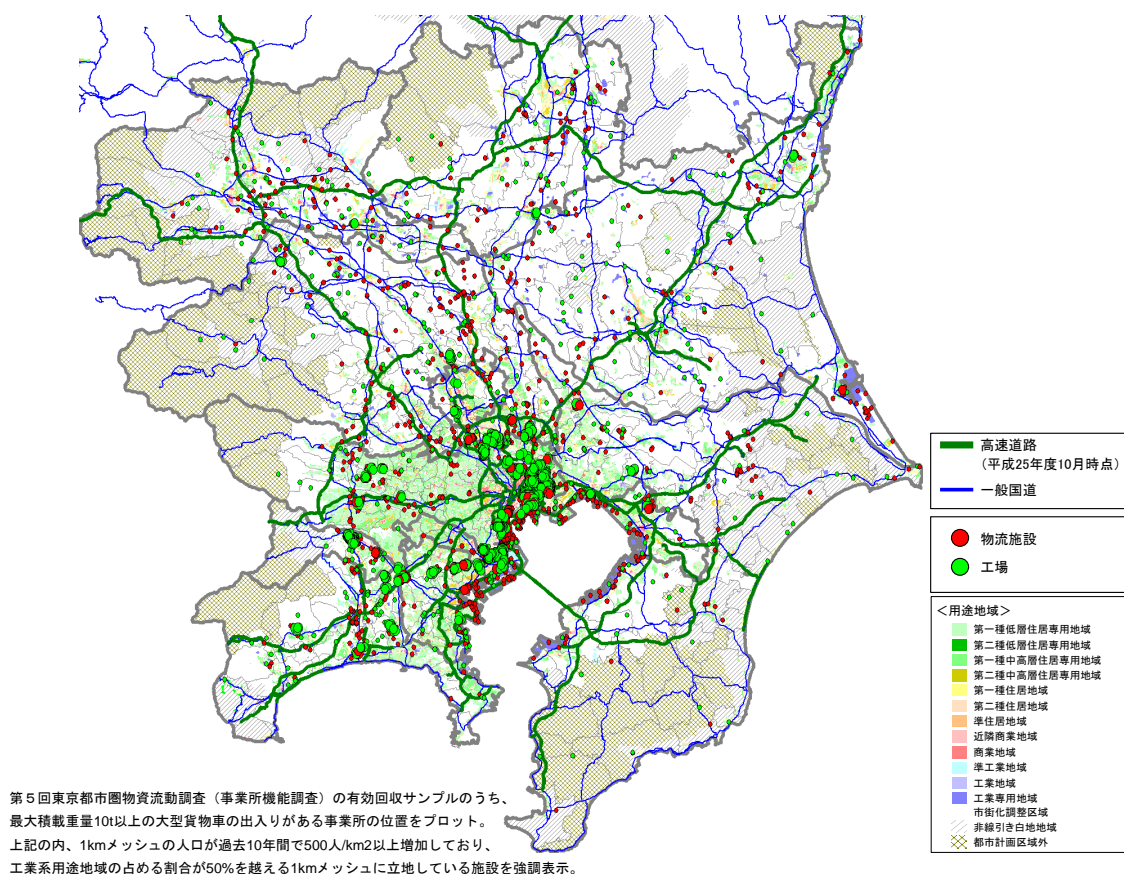 高速道路
(平成25年度10月時点)
一般国道
物流施設
工場
＜用途地域＞
第一種低層住居専用地域
第二種低層住居専用地域
第一種中高層住居専用地域
第二種中高層住居専用地域
第一種住居地域
第二種住居地域
準住居地域
近隣商業地域
商業地域
準工業地域
工業地域
工業専用地域
市街化調整区域
非線引き白地地域
都市計画区域外
第５回東京都市圏物資流動調査（事業所機能調査）の有効回収サンプルのうち、
最大積載重量10t以上の大型貨物車の出入りがある事業所の位置をプロット。
上記の内、1kmメッシュの人口が過去10年間で500人/km2以上増加しており、
工業系用途地域の占める割合が50%を越える1kmメッシュに立地している施設を強調表示。